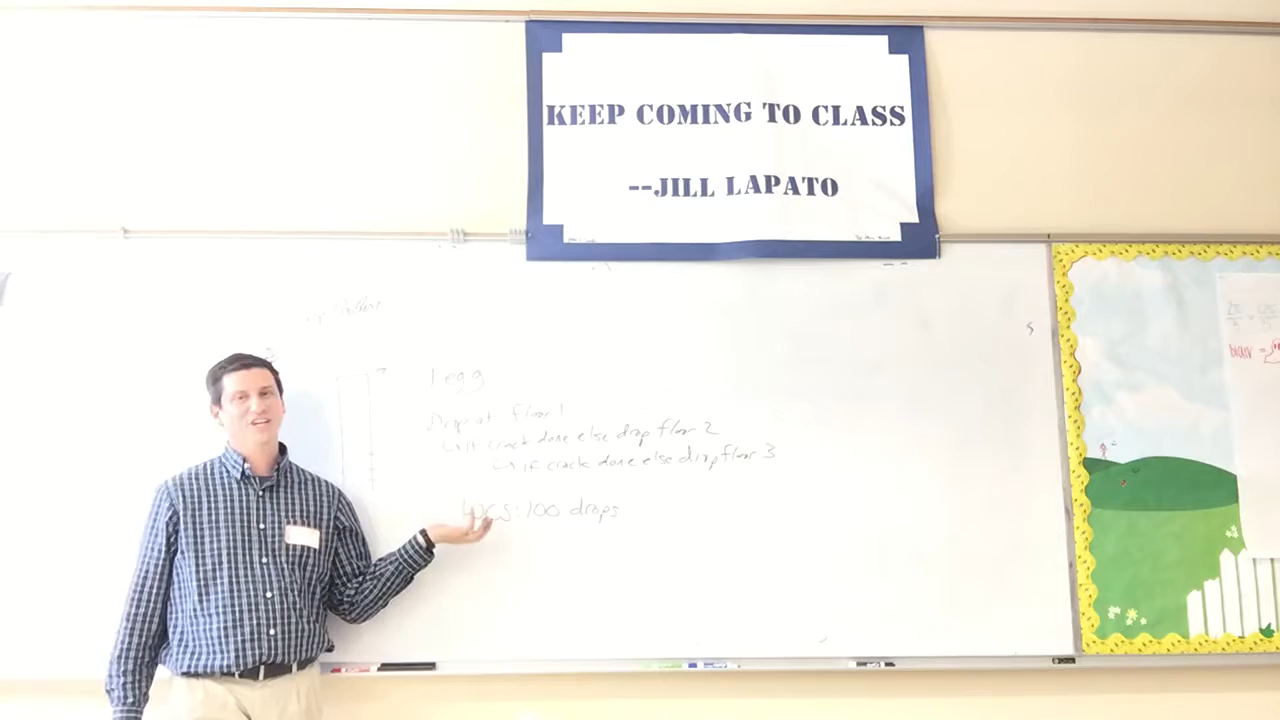 KEEP COMING TO CLASS
--JILL LAPATO
1 egg
Drop at floor 1
↳ if crack done else drop floor 2
↳ if crack done else drop floor 3
WCS: 100 drops